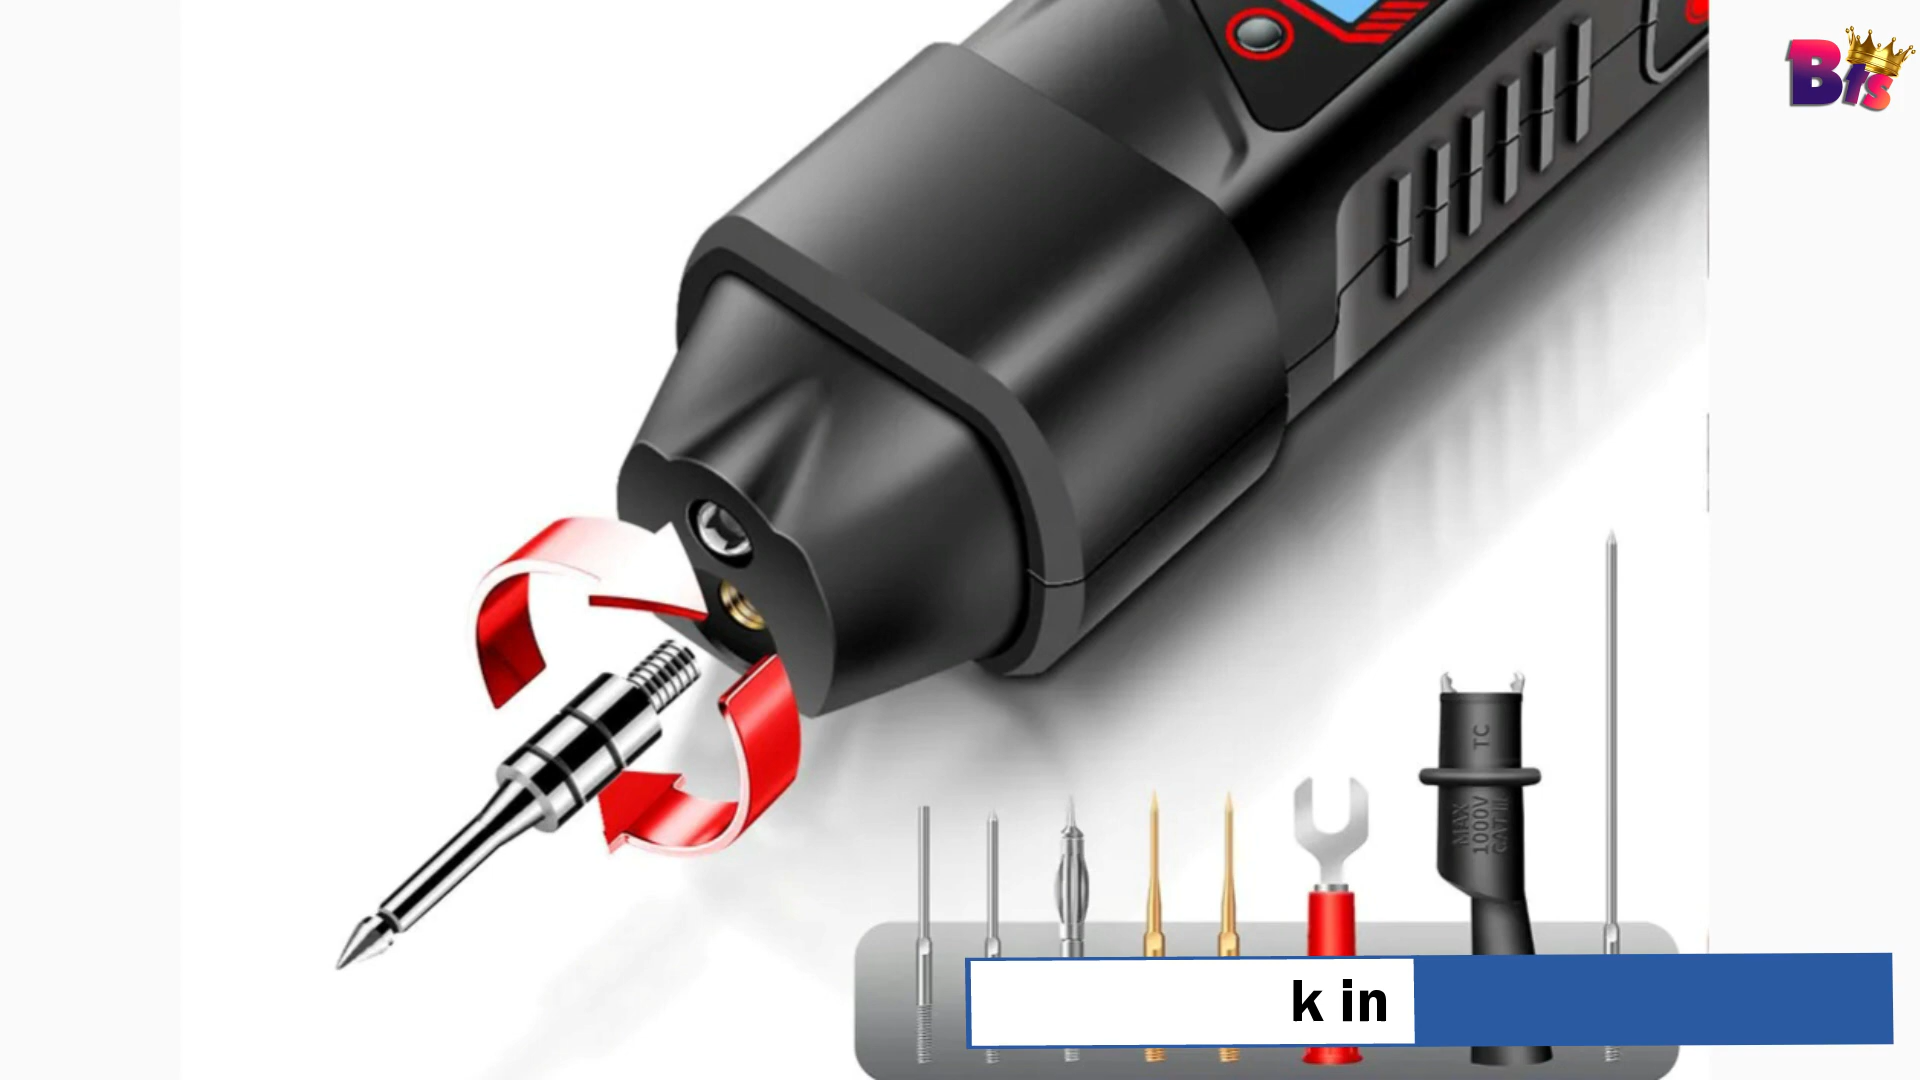 Bts
TC
MAX
1000V
CAT III
k in